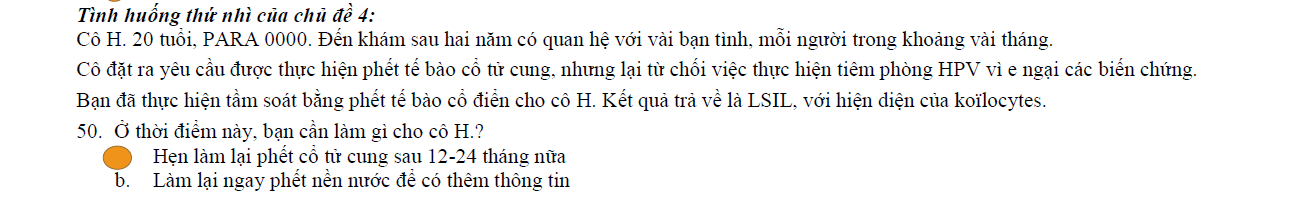 Tình huống thứ nhì của chủ đề 4:
Cô H. 20 tuổi, PARA 0000. Đến khám sau hai năm có quan hệ với vài bạn tình, mỗi người trong khoảng vài tháng.
Cô đặt ra yêu cầu được thực hiện phết tế bào cổ tử cung, nhưng lại từ chối việc thực hiện tiêm phòng HPV vì e ngại các biến chứng.
Bạn đã thực hiện tầm soát bằng phết tế bào cổ điển cho cô H. Kết quả trả về là LSIL, với hiện diện của koïlocytes.
50. Ở thời điểm này, bạn cần làm gì cho cô H.?
Hẹn làm lại phết cổ tử cung sau 12-24 tháng nữa
b. Làm lại ngay phết nền nước để có thêm thông tin